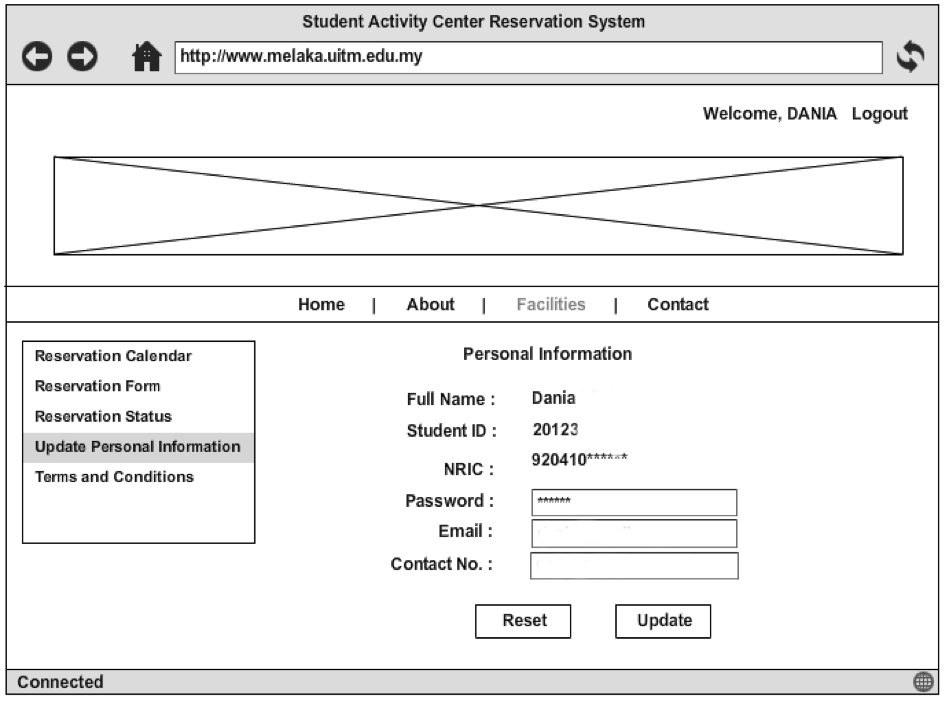 Student Activity Center Reservation System
http://www.melaka.uitm.edu.my
Welcome, DANIA Logout
Home | About | Facilities | Contact
Reservation Calendar
Reservation Form
Reservation Status
Update Personal Information
Terms and Conditions
Personal Information
Full Name : Dania
Student ID : 20123
NRIC : 920410******
Password : ******
Email :
Contact No. :
Reset Update
Connected